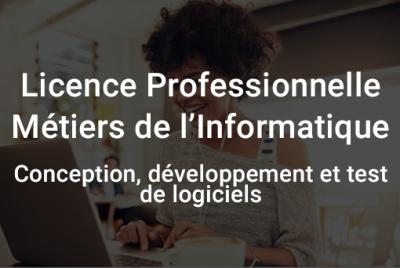 Licence Professionnelle
Métiers de l’Informatique
Conception, développement et test
de logiciels